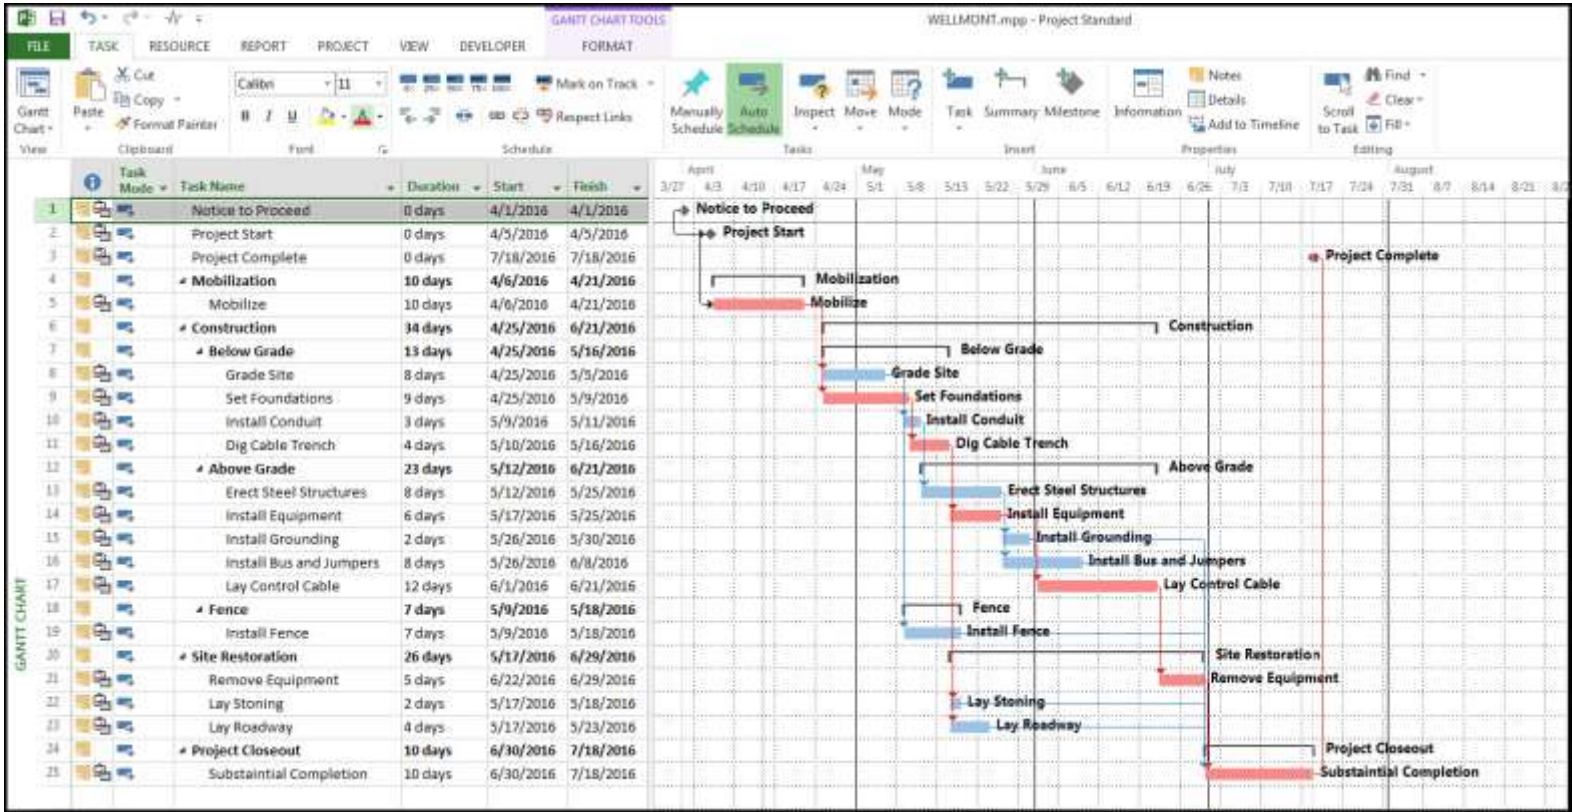 GANTT CHART TOOLS WELLMONT.mpp - Project Standard
FILE TASK RESOURCE REPORT PROJECT VIEW DEVELOPER FORMAT
Gantt Chart Paste Cut Copy Format Painter Calibri 11 B I U Mark on Track Respect Links Manually Schedule Auto Schedule Inspect Move Mode Task Summary Milestone Information Notes Details Add to Timeline Scroll to Task Find Clear Fill
View Clipboard Font Schedule Tasks Insert Properties Editing
April May June July August
Task Mode Task Name Duration Start Finish 3/27 4/3 4/10 4/17 4/24 5/1 5/8 5/15 5/22 5/29 6/5 6/12 6/19 6/26 7/3 7/10 7/17 7/24 7/31 8/7 8/14 8/21
1 Notice to Proceed 0 days 4/1/2016 4/1/2016 Notice to Proceed
2 Project Start 0 days 4/5/2016 4/5/2016 Project Start
3 Project Complete 0 days 7/18/2016 7/18/2016 Project Complete
4 Mobilization 10 days 4/6/2016 4/21/2016 Mobilization
5 Mobilize 10 days 4/6/2016 4/21/2016 Mobilize
6 Construction 34 days 4/25/2016 6/21/2016 Construction
7 Below Grade 13 days 4/25/2016 5/16/2016 Below Grade
8 Grade Site 8 days 4/25/2016 5/5/2016 Grade Site
9 Set Foundations 9 days 4/25/2016 5/9/2016 Set Foundations
10 Install Conduit 3 days 5/9/2016 5/11/2016 Install Conduit
11 Dig Cable Trench 4 days 5/10/2016 5/16/2016 Dig Cable Trench
12 Above Grade 23 days 5/12/2016 6/21/2016 Above Grade
13 Erect Steel Structures 8 days 5/12/2016 5/25/2016 Erect Steel Structures
14 Install Equipment 6 days 5/17/2016 5/25/2016 Install Equipment
15 Install Grounding 2 days 5/26/2016 5/30/2016 Install Grounding
16 Install Bus and Jumpers 8 days 5/26/2016 6/8/2016 Install Bus and Jumpers
17 Lay Control Cable 12 days 6/1/2016 6/21/2016 Lay Control Cable
18 Fence 7 days 5/9/2016 5/18/2016 Fence
19 Install Fence 7 days 5/9/2016 5/18/2016 Install Fence
20 Site Restoration 26 days 5/17/2016 6/29/2016 Site Restoration
21 Remove Equipment 5 days 6/22/2016 6/29/2016 Remove Equipment
22 Lay Stoning 2 days 5/17/2016 5/18/2016 Lay Stoning
23 Lay Roadway 4 days 5/17/2016 5/23/2016 Lay Roadway
24 Project Closeout 10 days 6/30/2016 7/18/2016 Project Closeout
25 Substaintial Completion 10 days 6/30/2016 7/18/2016 Substaintial Completion
GANTT CHART